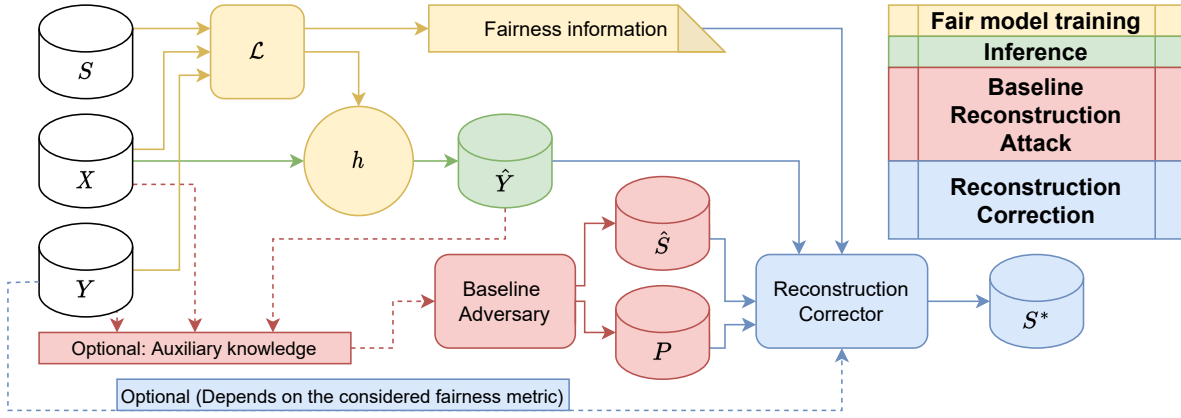 S
ℒ
Fairness information
Fair model training
Inference
Baseline
Reconstruction
Attack
Reconstruction
Correction
X
h
Ŷ
Y
Ŝ
Baseline
Adversary
P
Reconstruction
Corrector
S*
Optional: Auxiliary knowledge
Optional (Depends on the considered fairness metric)